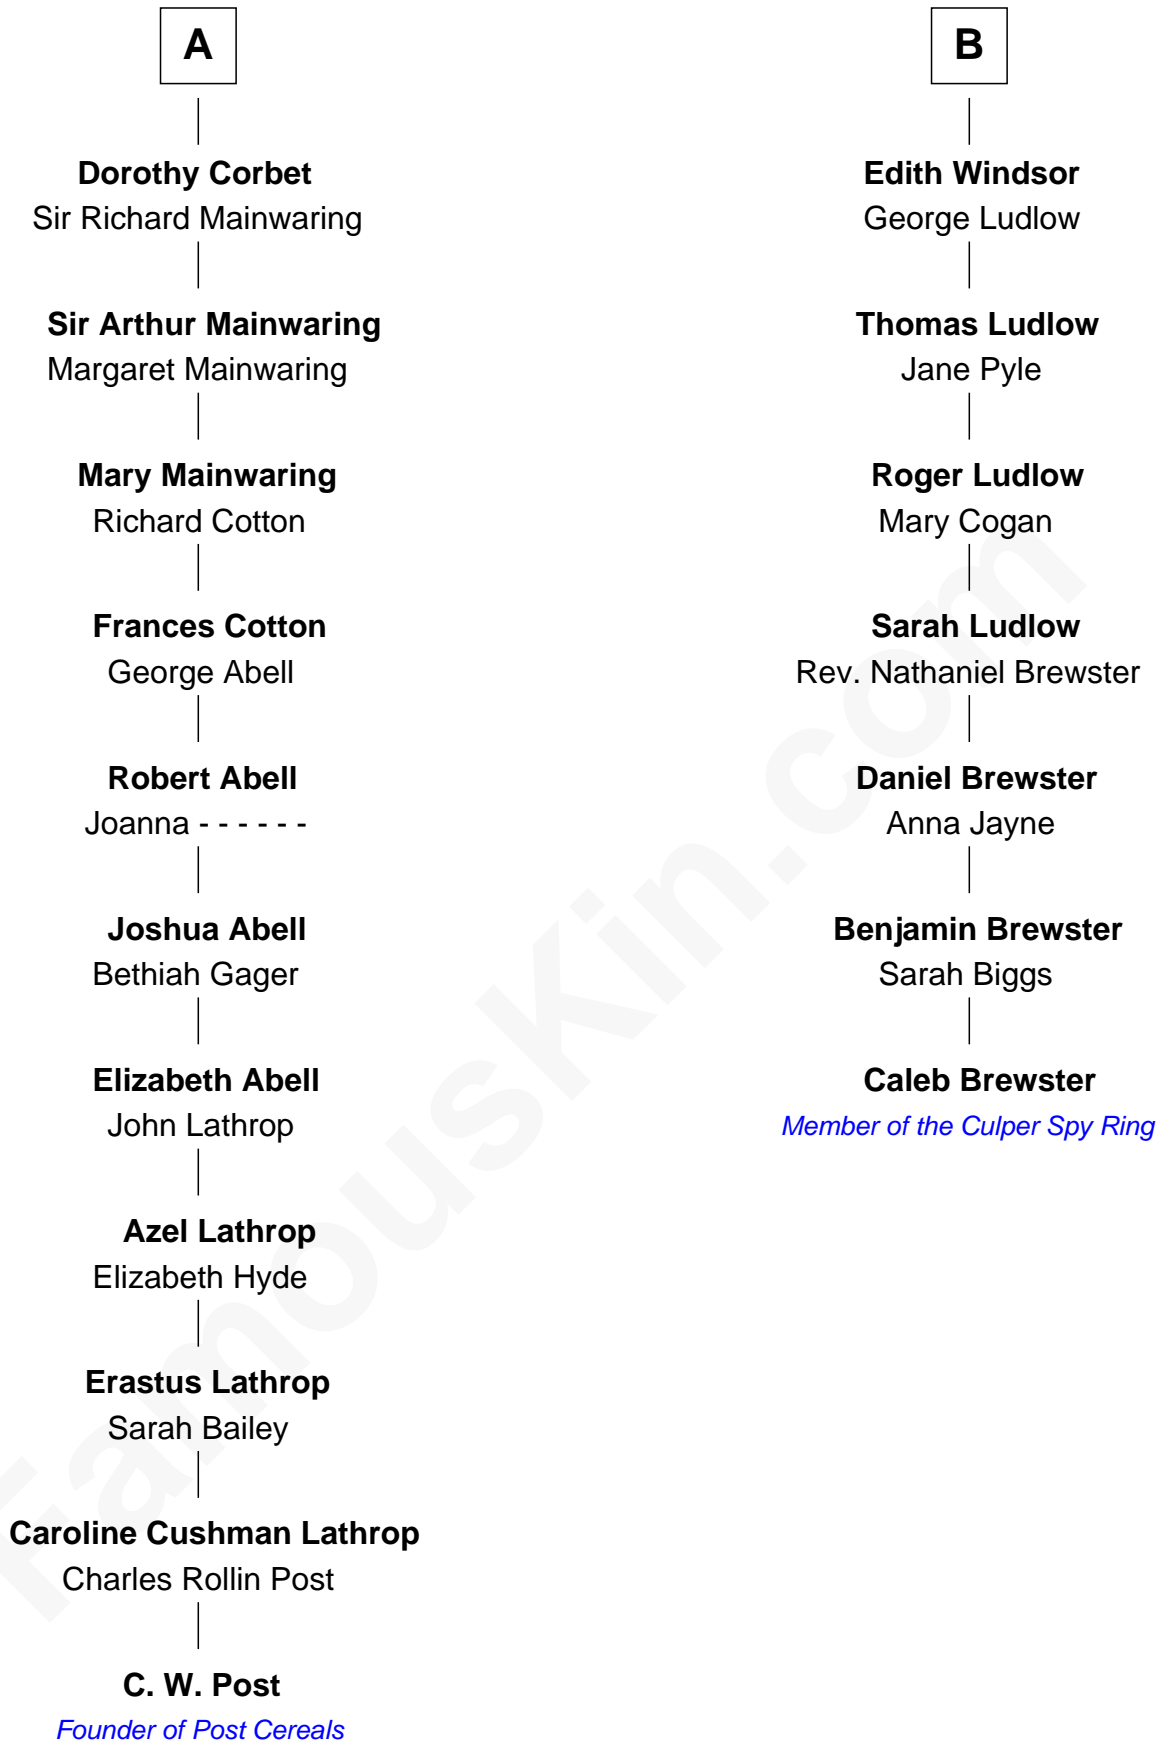 A
Dorothy Corbet
Sir Richard Mainwaring
Sir Arthur Mainwaring
Margaret Mainwaring
Mary Mainwaring
Richard Cotton
Frances Cotton
George Abell
Robert Abell
Joanna - - - - - -
Joshua Abell
Bethiah Gager
Elizabeth Abell
John Lathrop
Azel Lathrop
Elizabeth Hyde
Erastus Lathrop
Sarah Bailey
Caroline Cushman Lathrop
Charles Rollin Post
C. W. Post
Founder of Post Cereals
B
Edith Windsor
George Ludlow
Thomas Ludlow
Jane Pyle
Roger Ludlow
Mary Cogan
Sarah Ludlow
Rev. Nathaniel Brewster
Daniel Brewster
Anna Jayne
Benjamin Brewster
Sarah Biggs
Caleb Brewster
Member of the Culper Spy Ring
FamousKin.com